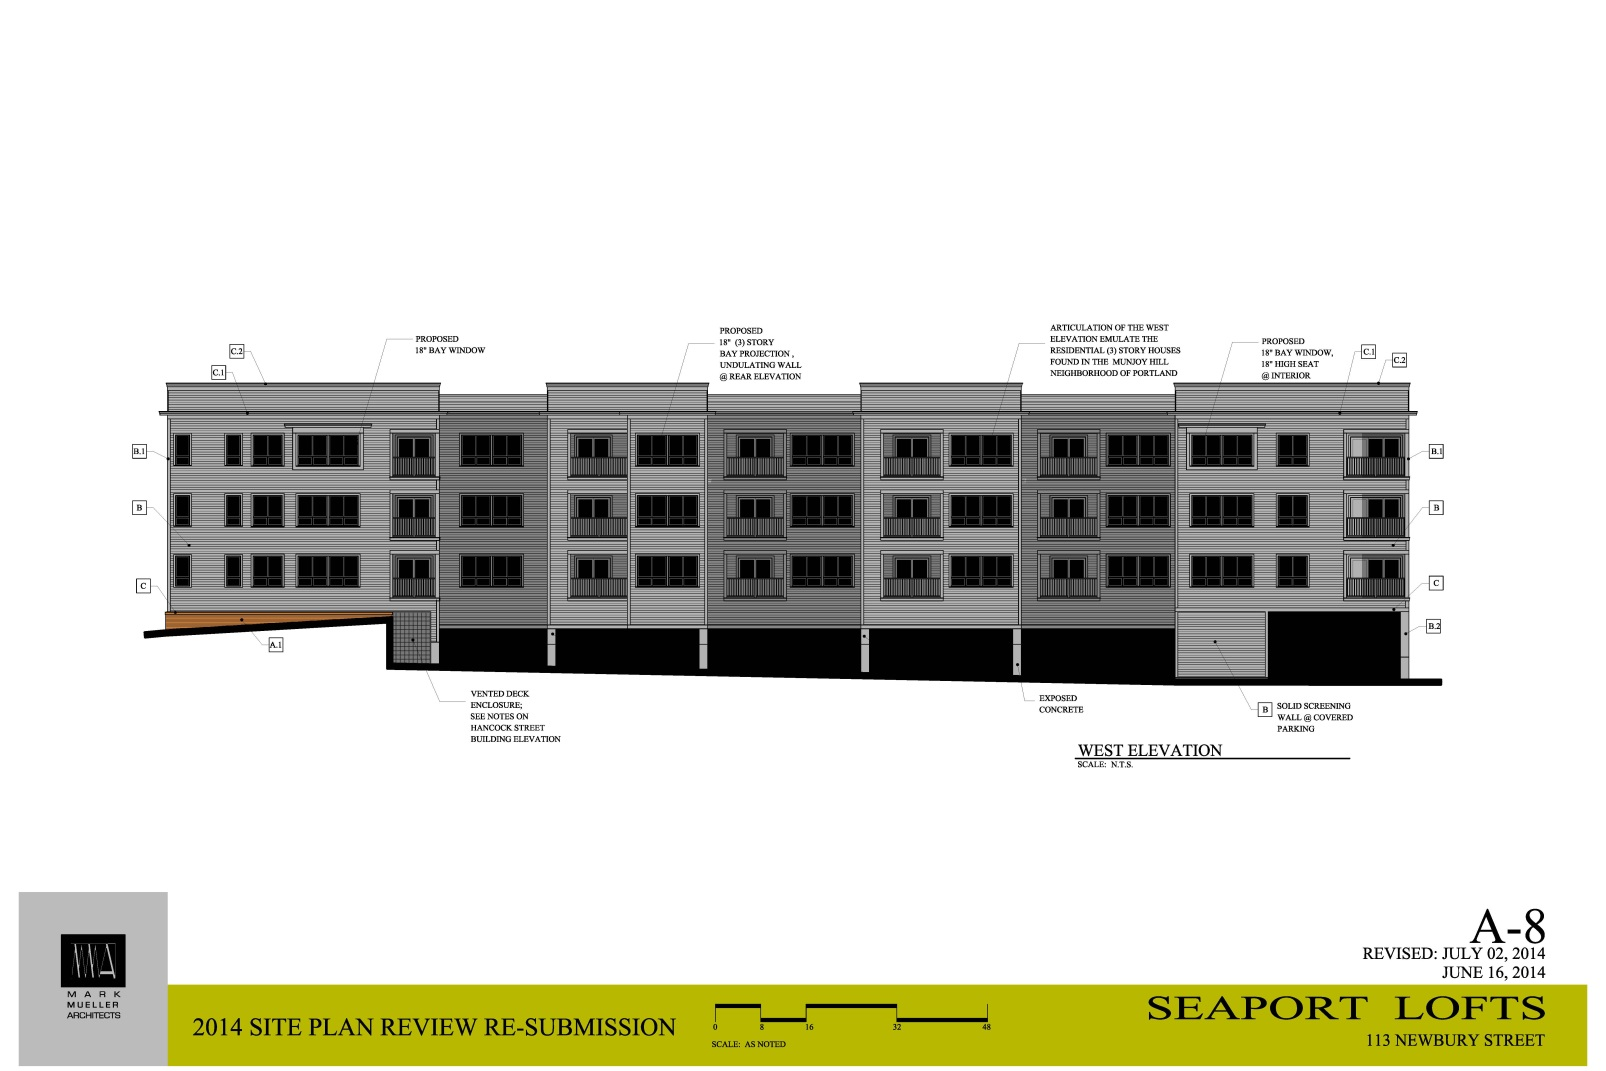 PROPOSED
18" BAY WINDOW
PROPOSED
18" (3) STORY
BAY PROJECTION ,
UNDULATING WALL
@ REAR ELEVATION
ARTICULATION OF THE WEST
ELEVATION EMULATE THE
RESIDENTIAL (3) STORY HOUSES
FOUND IN THE MUNJOY HILL
NEIGHBORHOOD OF PORTLAND
PROPOSED
18" BAY WINDOW,
18" HIGH SEAT
@ INTERIOR
C.2
C.1
C.1
C.2
B.1
B.1
B
B
C
C
A.1
B.2
VENTED DECK
ENCLOSURE;
SEE NOTES ON
HANCOCK STREET
BUILDING ELEVATION
EXPOSED
CONCRETE
B
SOLID SCREENING
WALL @ COVERED
PARKING
WEST ELEVATION
SCALE: N.T.S.
MMA
MARK
MUELLER
ARCHITECTS
A-8
REVISED: JULY 02, 2014
JUNE 16, 2014
2014 SITE PLAN REVIEW RE-SUBMISSION
0 8 16 32 48
SCALE: AS NOTED
SEAPORT LOFTS
113 NEWBURY STREET